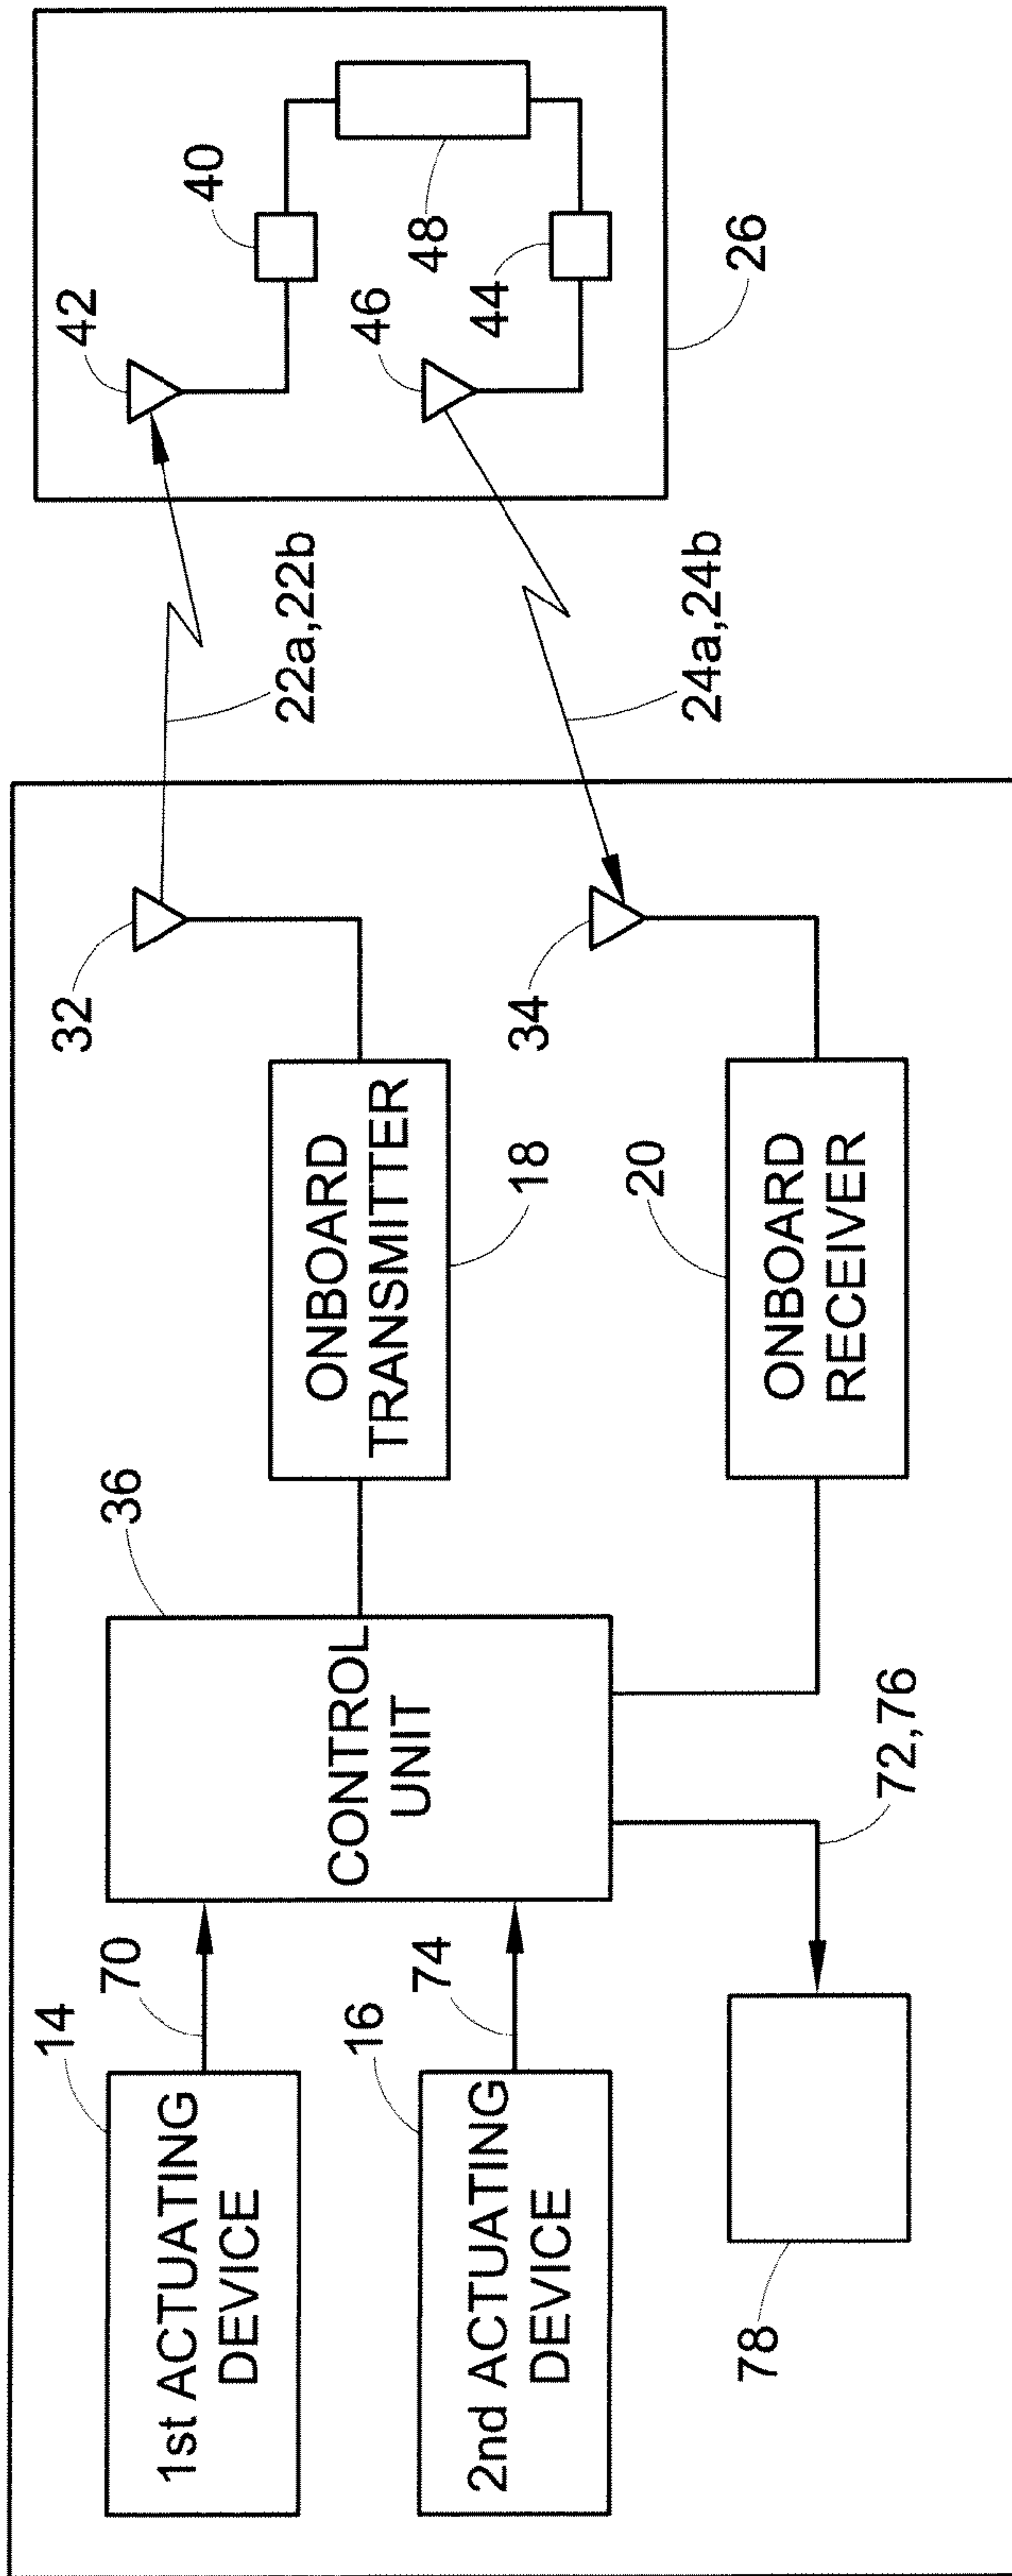 14
1st ACTUATING
DEVICE
70
16
2nd ACTUATING
DEVICE
74
78
72,76
36
CONTROL
UNIT
ONBOARD
TRANSMITTER
18
20
ONBOARD
RECEIVER
32
34
22a,22b
24a,24b
42
40
46
48
44
26